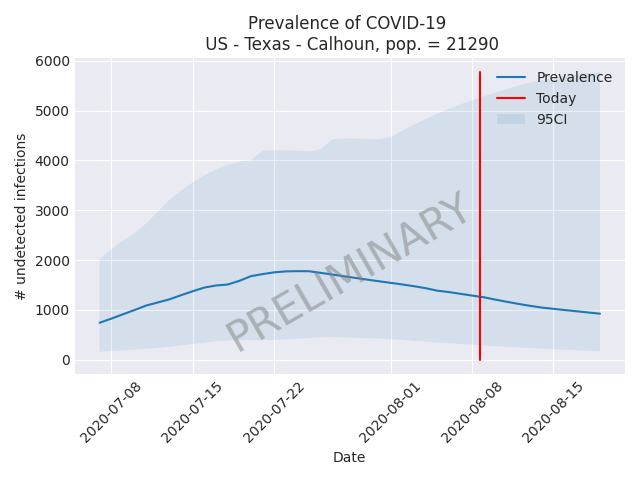 Prevalence of COVID-19
US - Texas - Calhoun, pop. = 21290
6000
5000
4000
3000
2000
1000
0
# undetected infections
Prevalence
Today
95CI
PRELIMINARY
2020-07-08
2020-07-15
2020-07-22
2020-08-01
2020-08-08
2020-08-15
Date